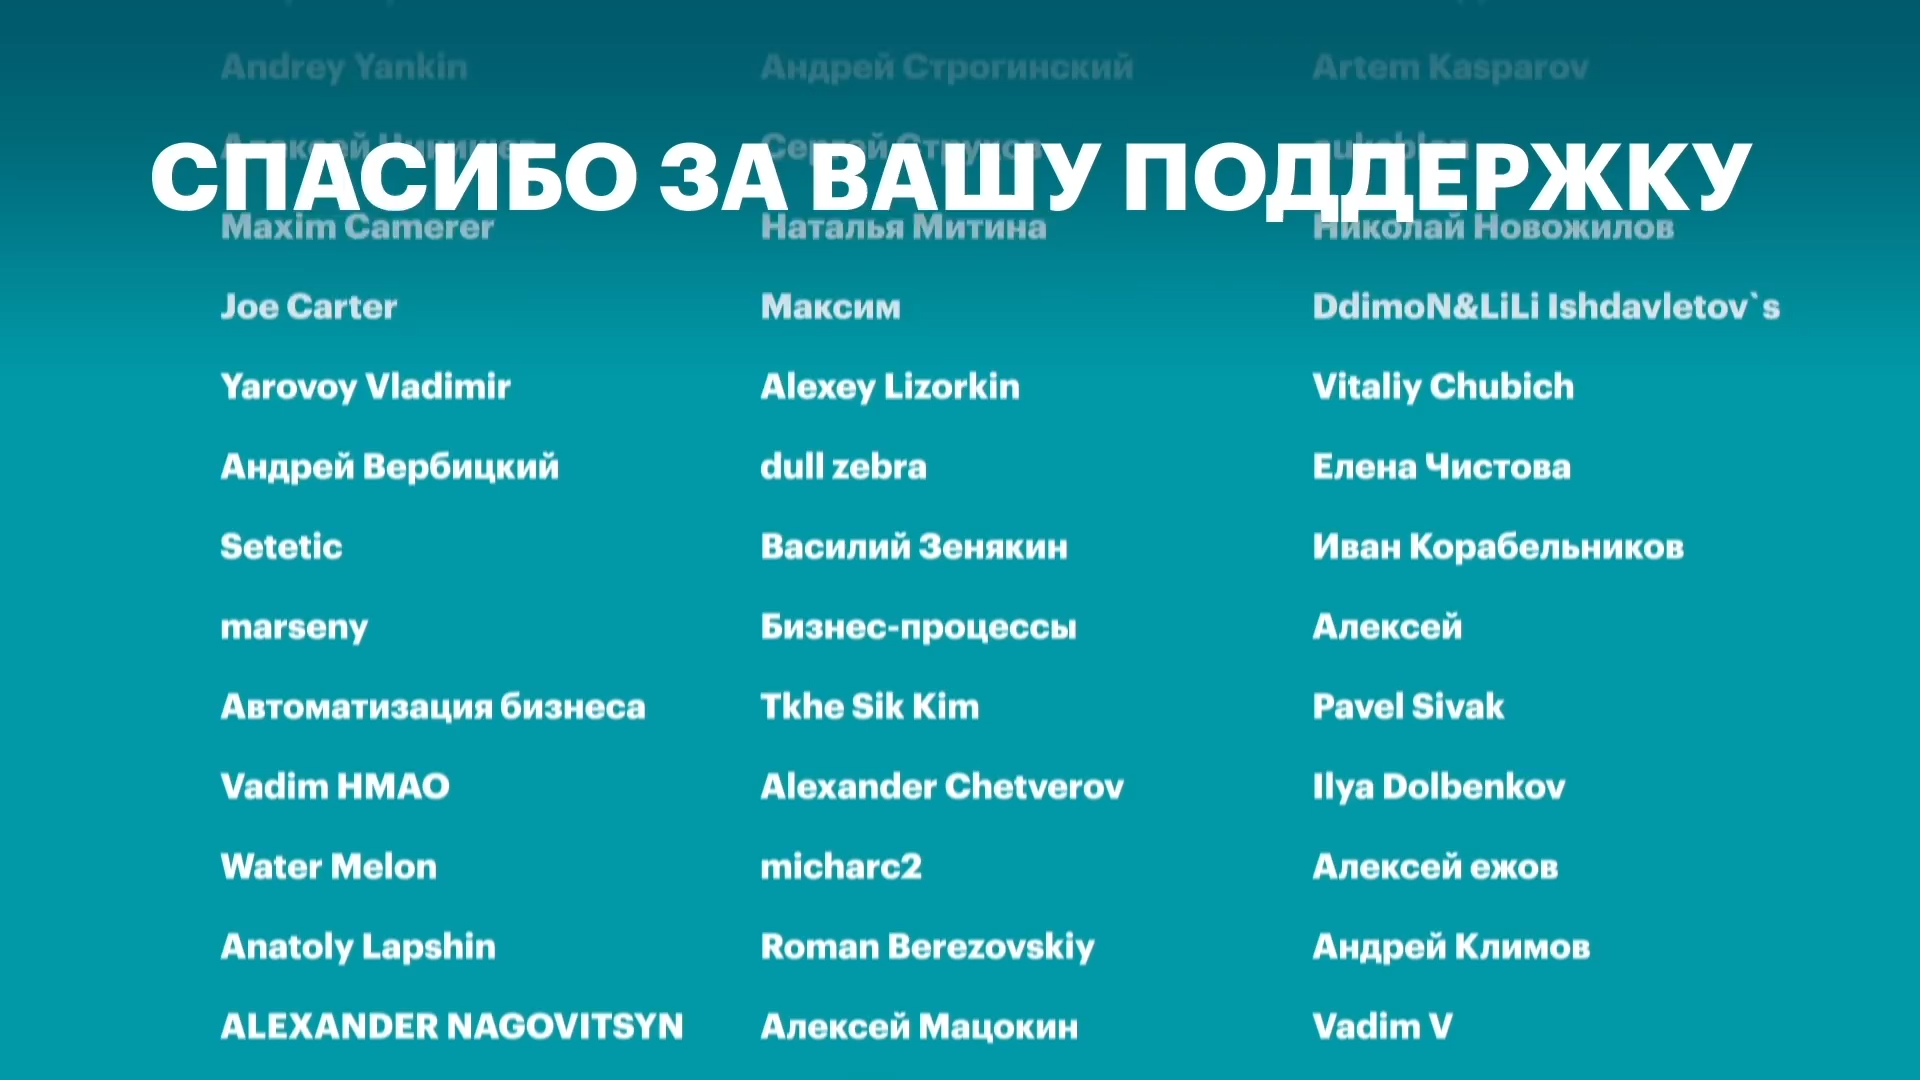 Andrey Yankin Андрей Строгинский Artem Kasparov
Алексей Сергей Струков
СПАСИБО ЗА ВАШУ ПОДДЕРЖКУ
Maxim Camerer Наталья Митина Николай Новожилов
Joe Carter Максим DdimoN&LiLi Ishdavletov`s
Yarovoy Vladimir Alexey Lizorkin Vitaliy Chubich
Андрей Вербицкий dull zebra Елена Чистова
Setetic Василий Зенякин Иван Корабельников
marseny Бизнес-процессы Алексей
Автоматизация бизнеса Tkhe Sik Kim Pavel Sivak
Vadim HMAO Alexander Chetverov Ilya Dolbenkov
Water Melon micharc2 Алексей ежов
Anatoly Lapshin Roman Berezovskiy Андрей Климов
ALEXANDER NAGOVITSYN Алексей Мацокин Vadim V